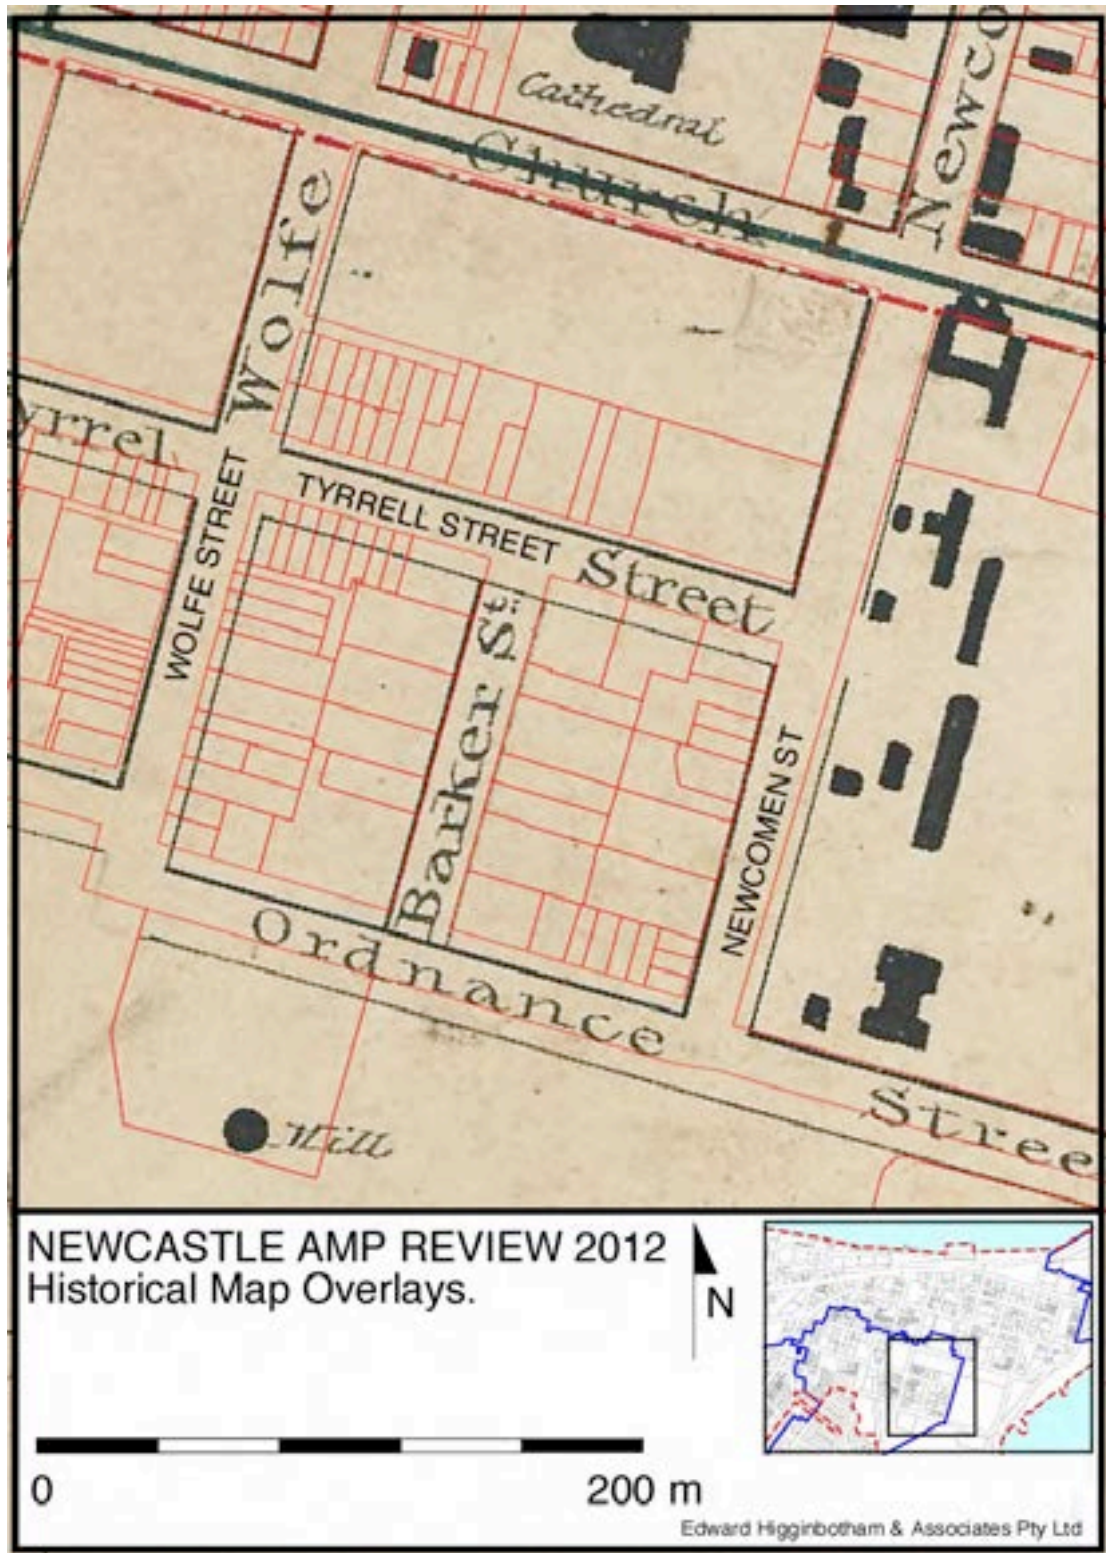 Cathedral
Church
Newco
Wolfe
yrrel
WOLFE STREET
TYRRELL STREET
Street
Barker St.
NEWCOMEN ST
Ordnance
Stree
Mill
NEWCASTLE AMP REVIEW 2012
Historical Map Overlays.
N
0
200 m
Edward Higginbotham & Associates Pty Ltd